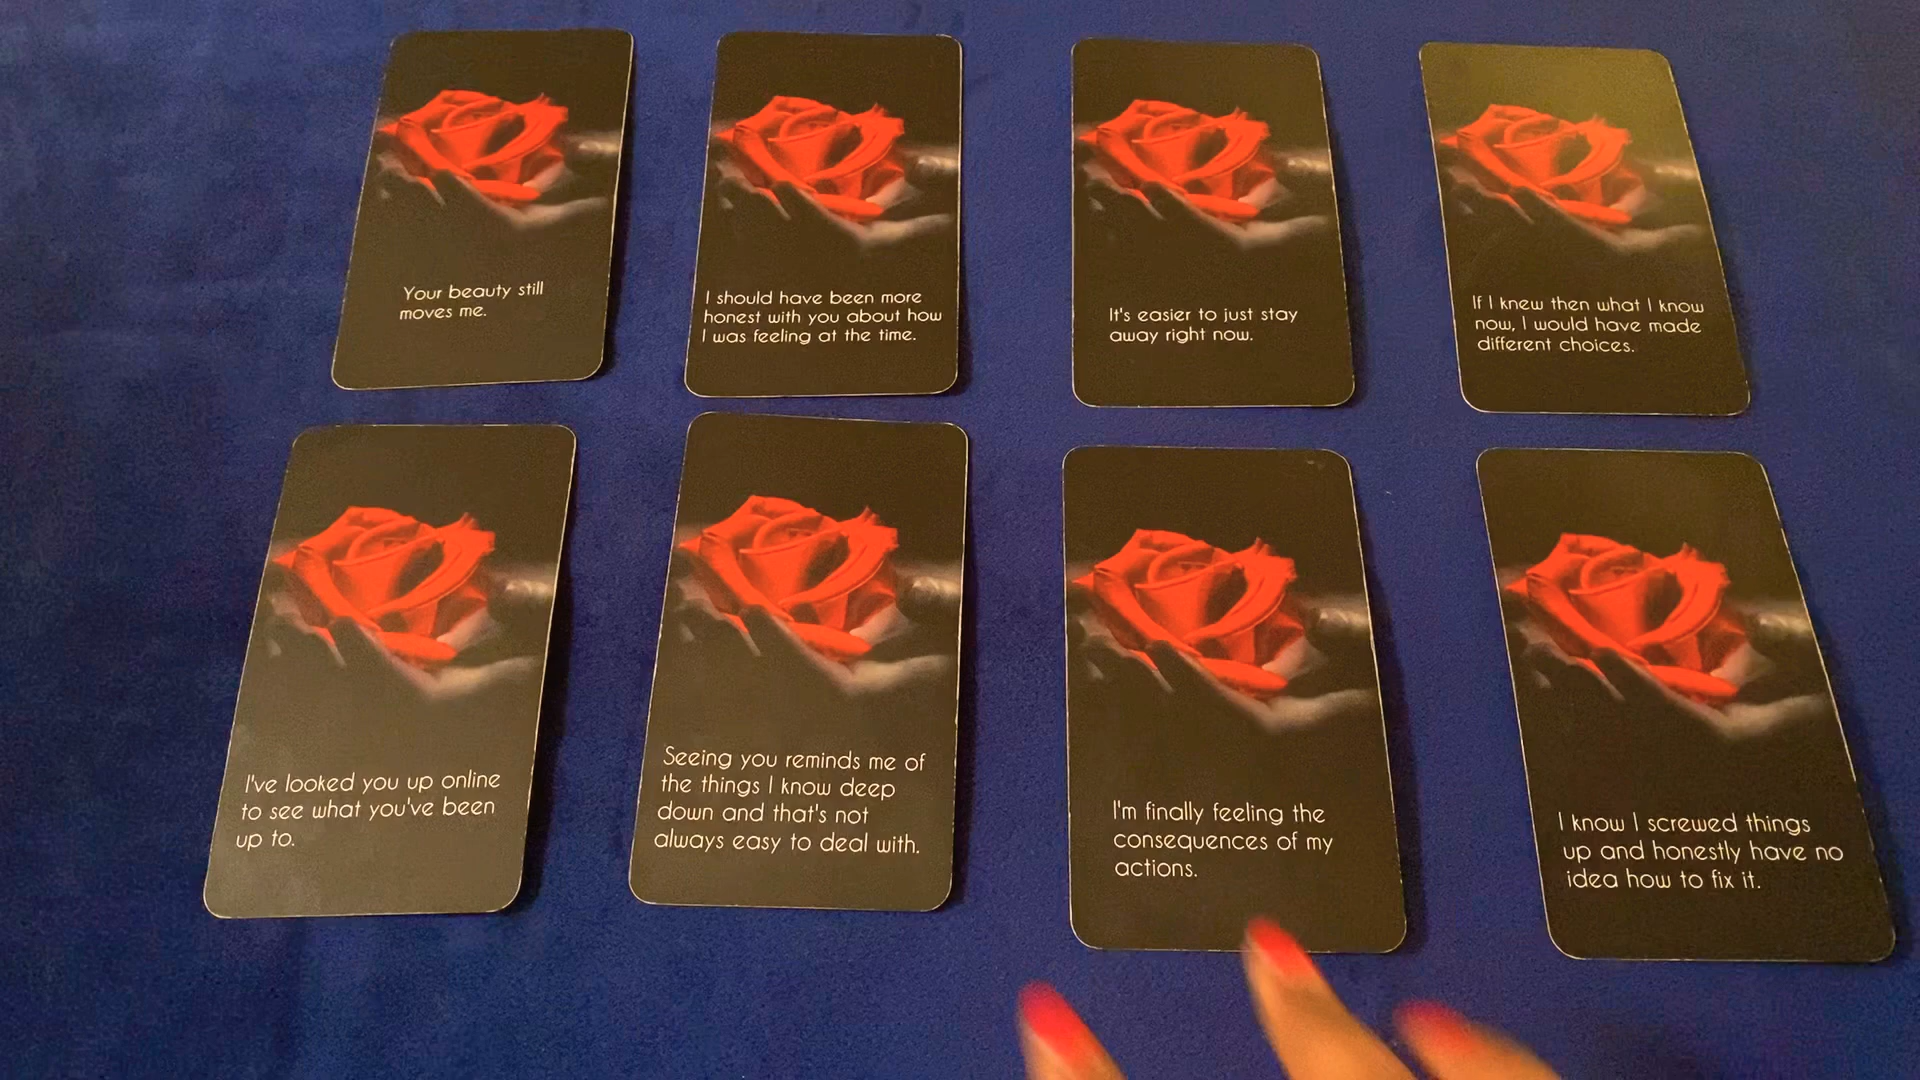 Your beauty still
moves me.
I should have been more
honest with you about how
I was feeling at the time.
It's easier to just stay
away right now.
If I knew then what I know
now, I would have made
different choices.
I've looked you up online
to see what you've been
up to.
Seeing you reminds me of
the things I know deep
down and that's not
always easy to deal with.
I'm finally feeling the
consequences of my
actions.
I know I screwed things
up and honestly have no
idea how to fix it.